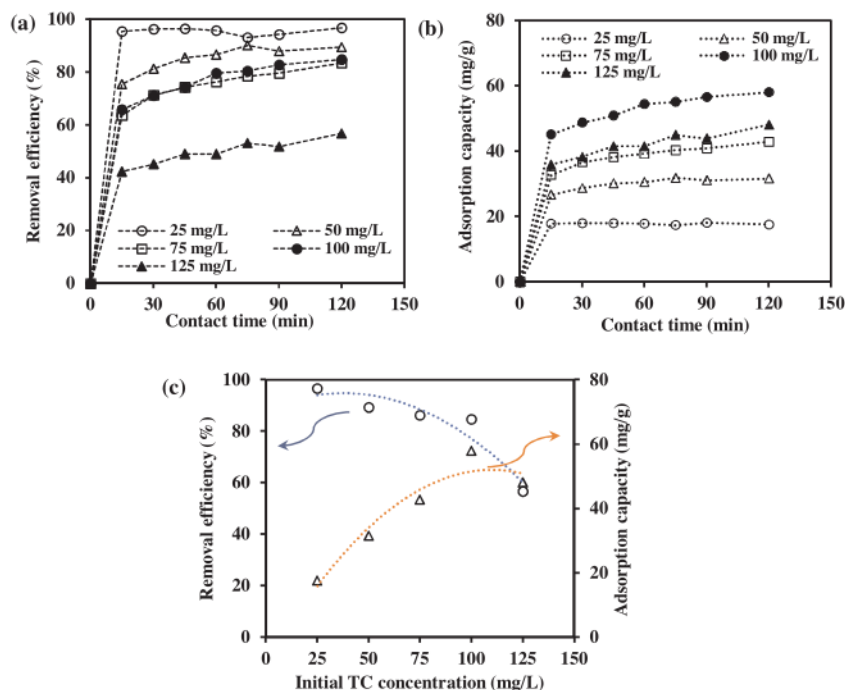 (a)
Removal efficiency (%)
100
80
60
40
20
0
25 mg/L
50 mg/L
75 mg/L
100 mg/L
125 mg/L
0
30
60
90
120
150
Contact time (min)
(b)
Adsorption capacity (mg/g)
80
60
40
20
0
25 mg/L
50 mg/L
75 mg/L
100 mg/L
125 mg/L
0
30
60
90
120
150
Contact time (min)
(c)
Removal efficiency (%)
100
80
60
40
20
0
80
60
40
20
0
Adsorption capacity (mg/g)
0
25
50
75
100
125
150
Initial TC concentration (mg/L)